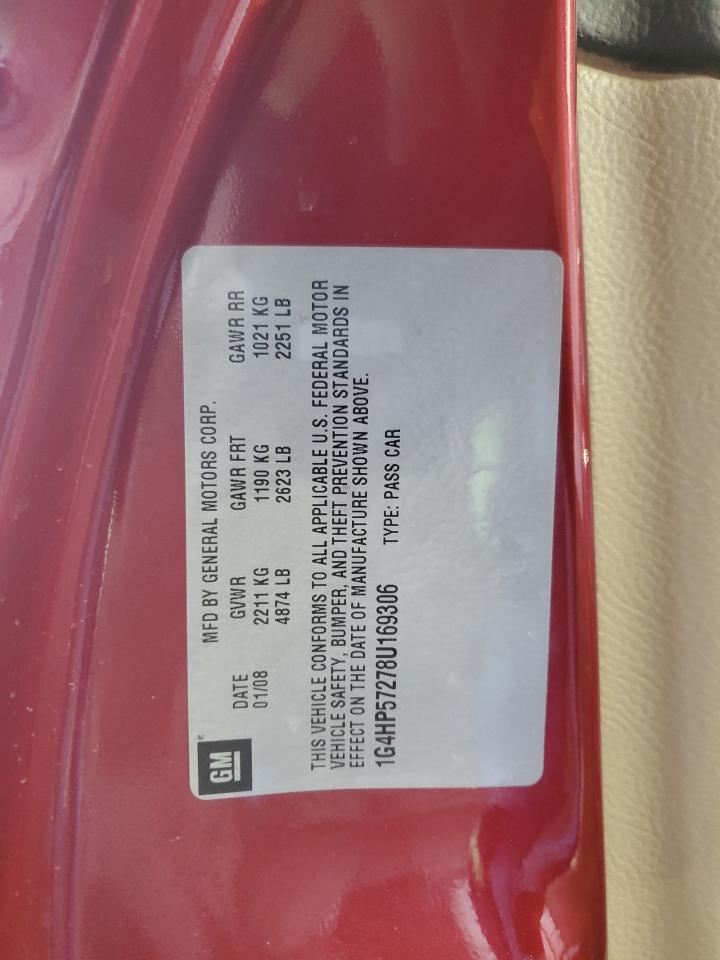 GM®
MFD BY GENERAL MOTORS CORP.
DATE GVWR GAWR FRT GAWR RR
01/08 2211 KG 1190 KG 1021 KG
4874 LB 2623 LB 2251 LB
THIS VEHICLE CONFORMS TO ALL APPLICABLE U.S. FEDERAL MOTOR
VEHICLE SAFETY, BUMPER, AND THEFT PREVENTION STANDARDS IN
EFFECT ON THE DATE OF MANUFACTURE SHOWN ABOVE.
1G4HP57278U169306 TYPE: PASS CAR